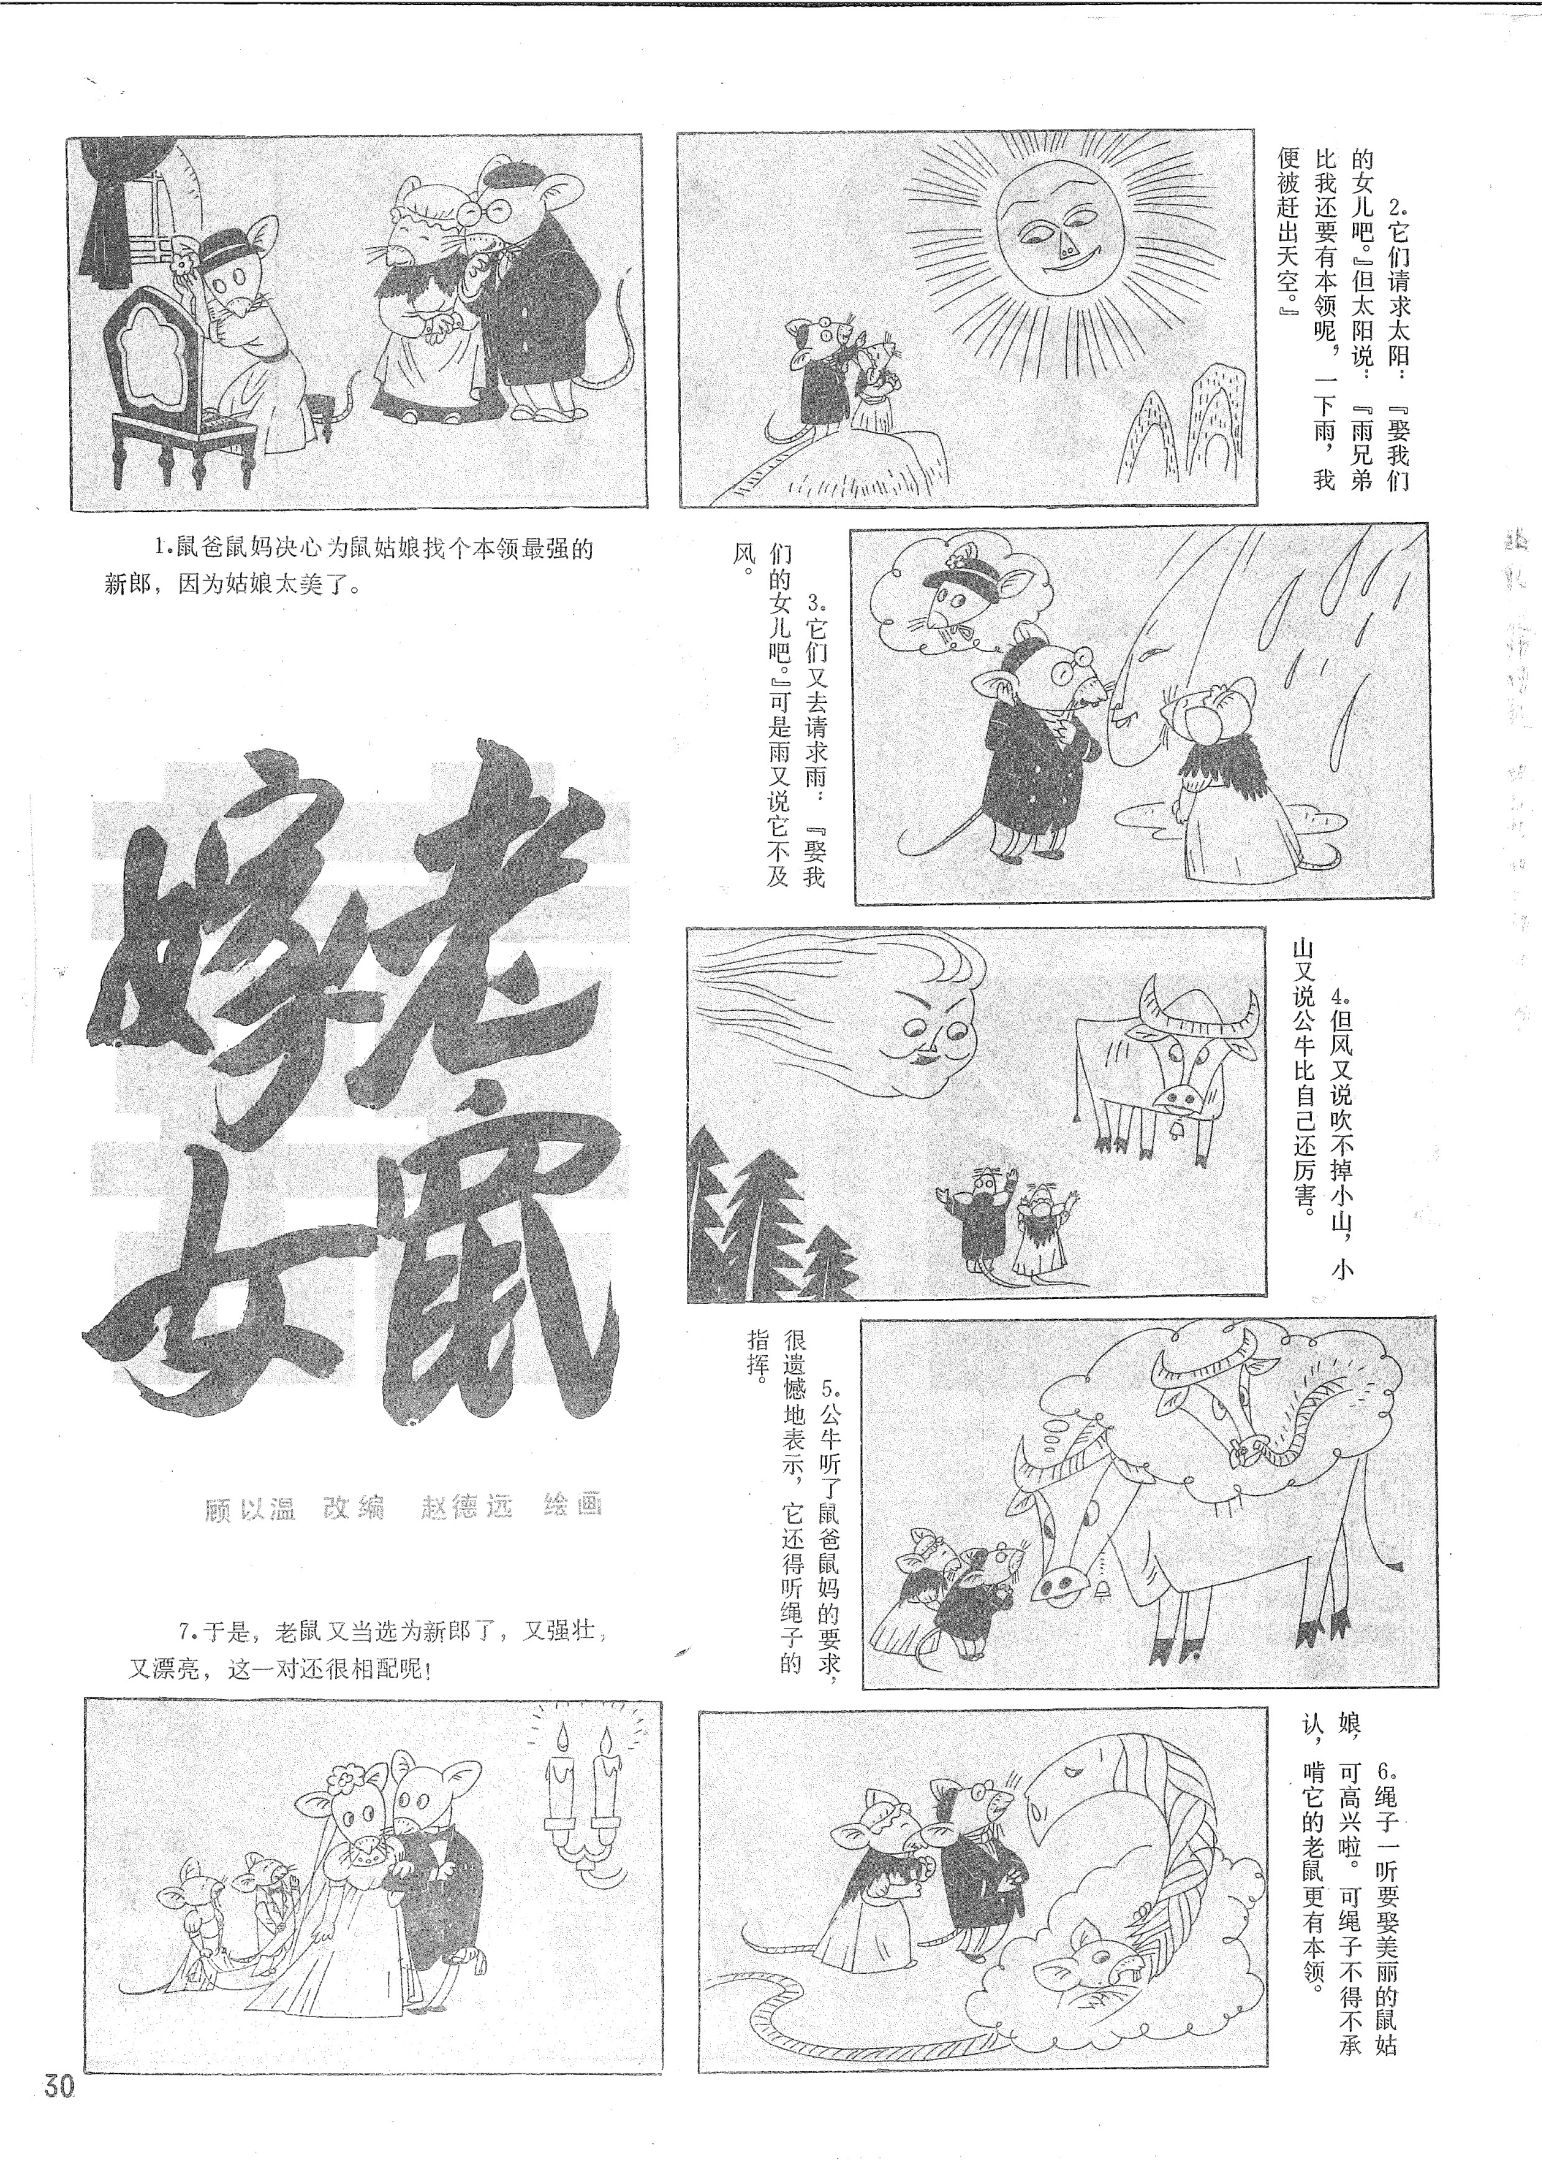 1.鼠爸鼠妈决心为鼠姑娘找个本领最强的
新郎，因为姑娘太美了。
2.它们请求太阳：『娶我们
的女儿吧。』但太阳说：『雨兄弟
比我还要有本领呢，一下雨，我
便被赶出天空。』
3.它们又去请求雨：『娶我
们的女儿吧。』可是雨又说它不及
风。
4.但风又说吹不掉小山，小
山又说公牛比自己还厉害。
5.公牛听了鼠爸鼠妈的要求，
很遗憾地表示，它还得听绳子的
指挥。
6.绳子一听要娶美丽的鼠姑
娘，可高兴啦。可绳子不得不承
认，啃它的老鼠更有本领。
7.于是，老鼠又当选为新郎了，又强壮，
又漂亮，这一对还很相配呢！
老鼠
嫁女
顾以温 改编 赵德远 绘画
30